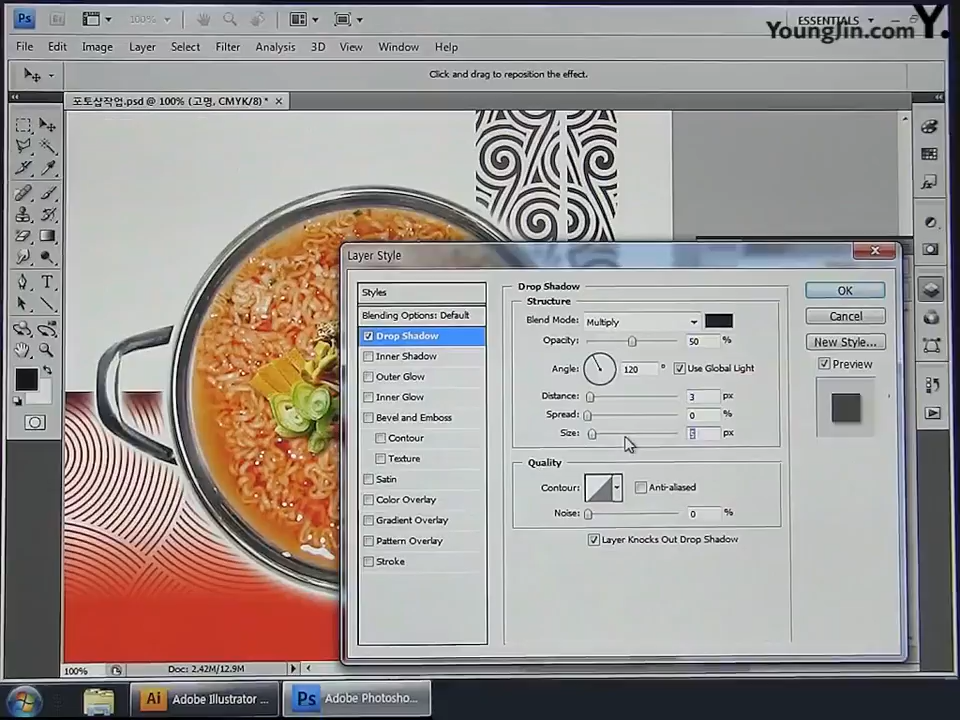 Ps
Br
100%
ESSENTIALS
Y.
YoungJin.com
File Edit Image Layer Select Filter Analysis 3D View Window Help
Click and drag to reposition the effect.
포토샵작업.psd @ 100% (고명, CMYK/8) *
Layer Style
Styles
Blending Options: Default
Drop Shadow
Inner Shadow
Outer Glow
Inner Glow
Bevel and Emboss
Contour
Texture
Satin
Color Overlay
Gradient Overlay
Pattern Overlay
Stroke
Drop Shadow
Structure
Blend Mode: Multiply
Opacity: 50 %
Angle: 120 ° Use Global Light
Distance: 3 px
Spread: 0 %
Size: 5 px
Quality
Contour: Anti-aliased
Noise: 0 %
Layer Knocks Out Drop Shadow
OK
Cancel
New Style...
Preview
100%
Doc: 2.42M/12.9M
Ai Adobe Illustrator ...
Ps Adobe Photosho...